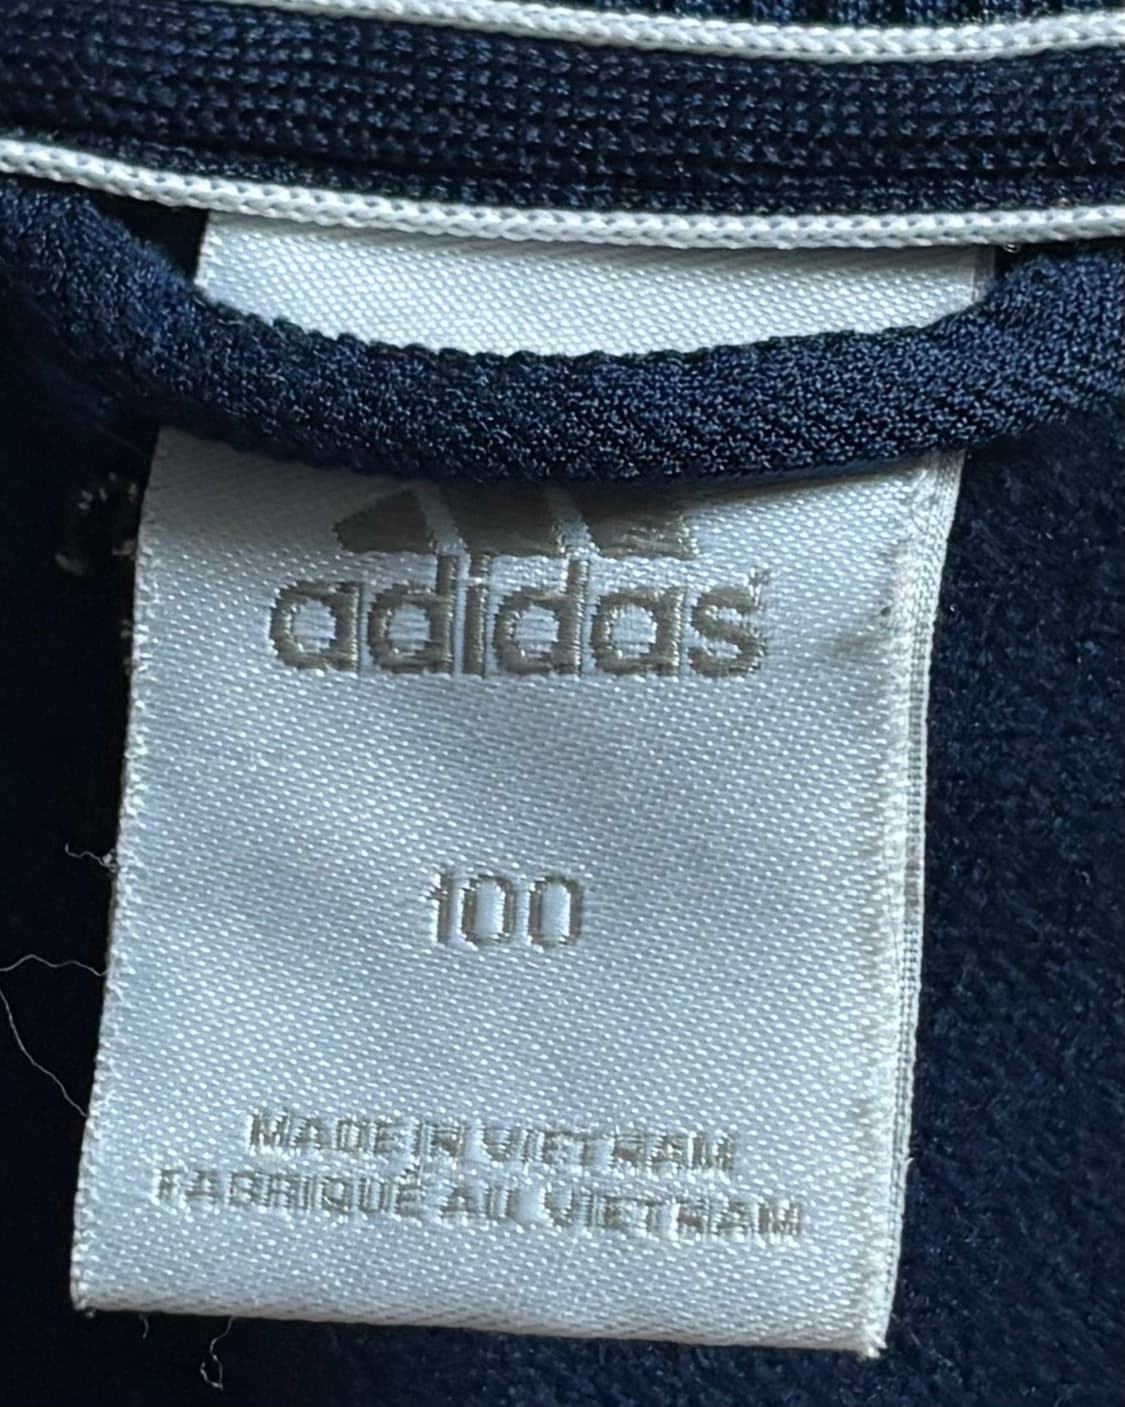 adidas
100
MADE IN VIETNAM
FABRIQUÉ AU VIETNAM